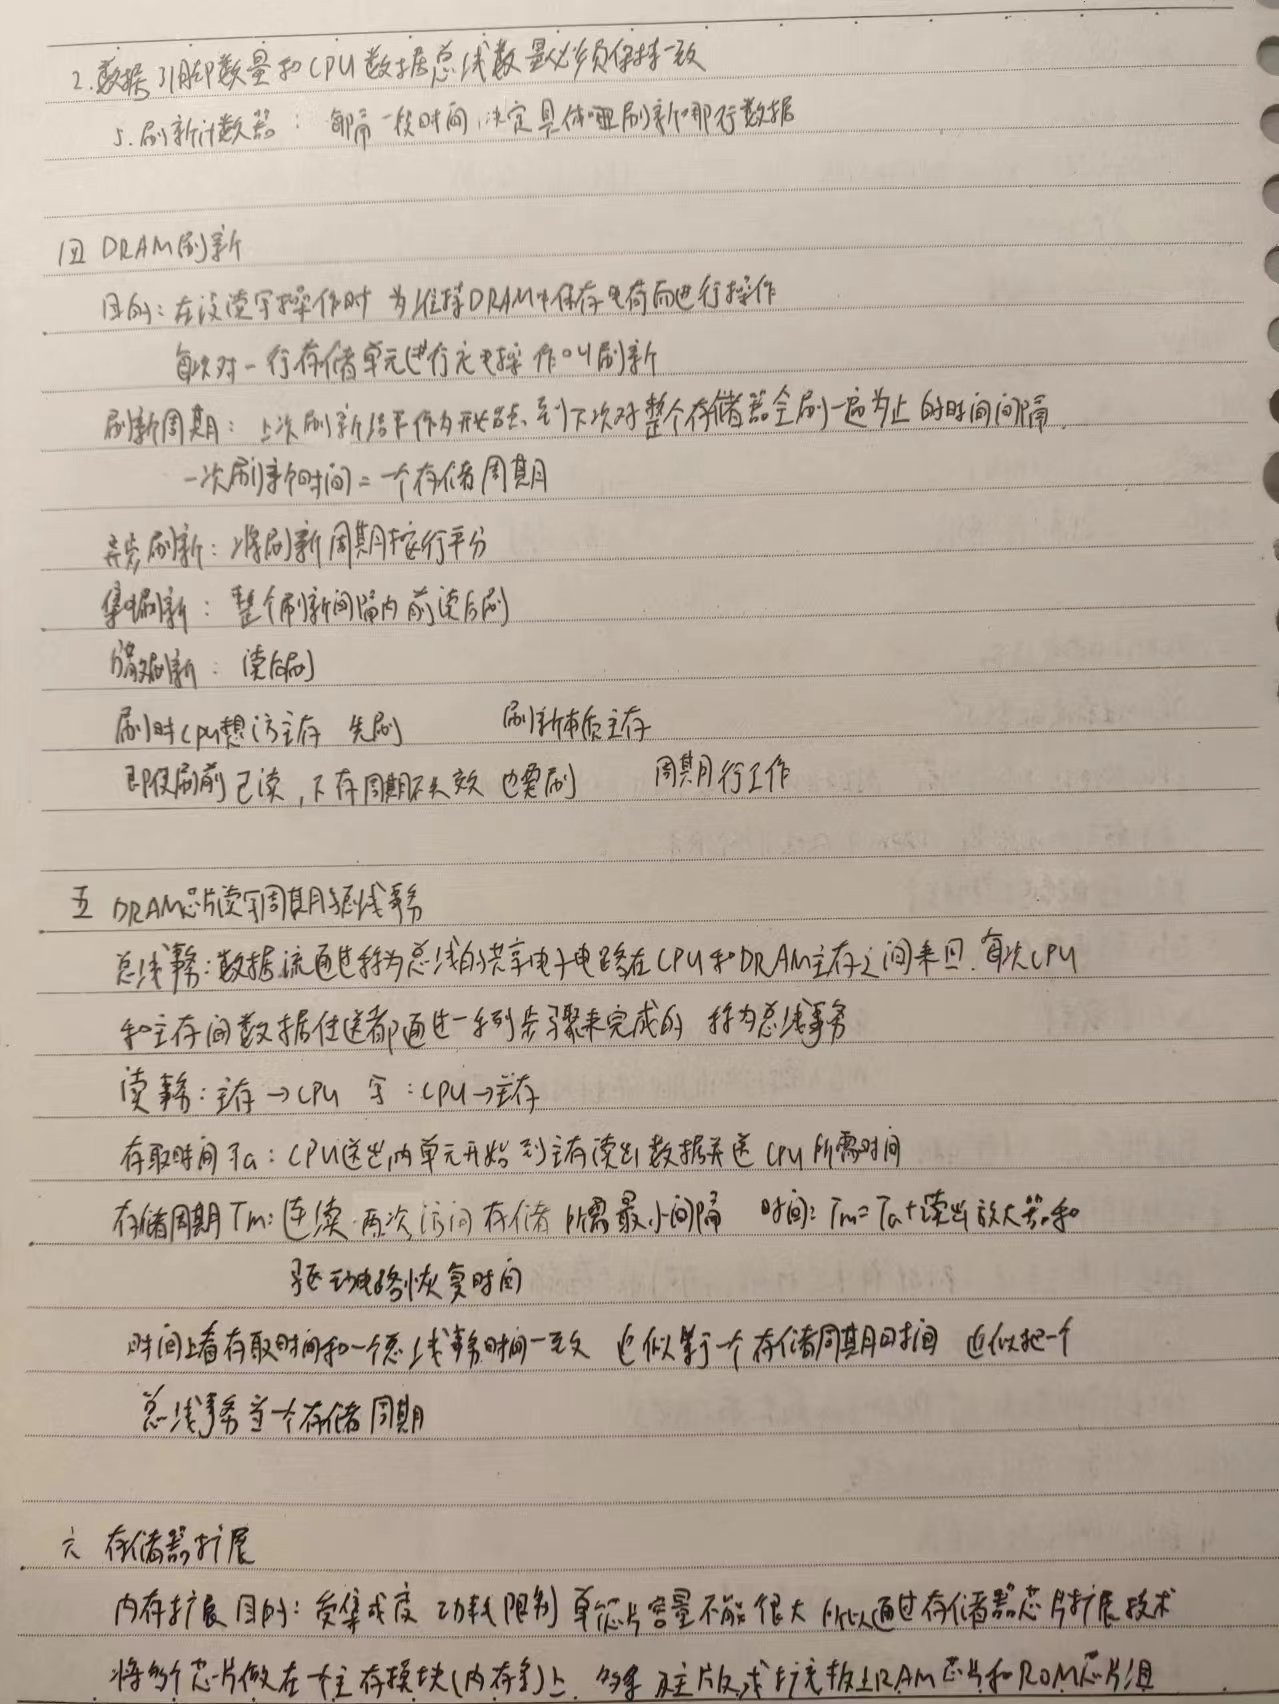 2.数据引脚数量和CPU数据总线数量必须保持一致
5.刷新计数器：每隔一段时间,决定具体哪刷新哪行数据
四 DRAM刷新
目的：在没读写操作时 为维持DRAM中保存电荷而进行操作
每次对一行存储单元进行充电操作叫刷新
刷新周期：上次刷新结束作为开始点、到下次对整个存储器全刷一遍为止的时间间隔.
一次刷新时间=一个存储周期
异步刷新：将刷新周期按行平分
集中刷新：整个刷新间隔内前读后刷
分散刷新：读后刷
刷时CPU想访主存 先刷 刷新本质主存
即使刷前已读,下存周期不失效 也要刷 周期行工作
五 DRAM芯片读写周期 总线事务
总线事务:数据流通过称为总线的共享电子电路在CPU和DRAM主存之间来回.每次CPU
和主存间数据传送都通过一系列步骤来完成的 称为总线事务
读事务:主存→CPU 写:CPU→主存
存取时间Ta：CPU送出内单元开始到主存读出数据并送CPU所需时间
存储周期Tm:连续两次访问存储所需最小间隔 时间:Tm=Ta+读出放大器和
驱动电路恢复时间
时间上看存取时间和一个总线事务时间一致 也似等于一个存储周期时间 也似把一个
总线事务当一个存储周期
六 存储器扩展
内存扩展目的：受集成度 功耗限制 单芯片容量不能很大 所以通过存储器芯片扩展技术
将多个芯片做在一个主存模块(内存条)上 多条 及主版或扩充板上RAM芯片和ROM芯片组